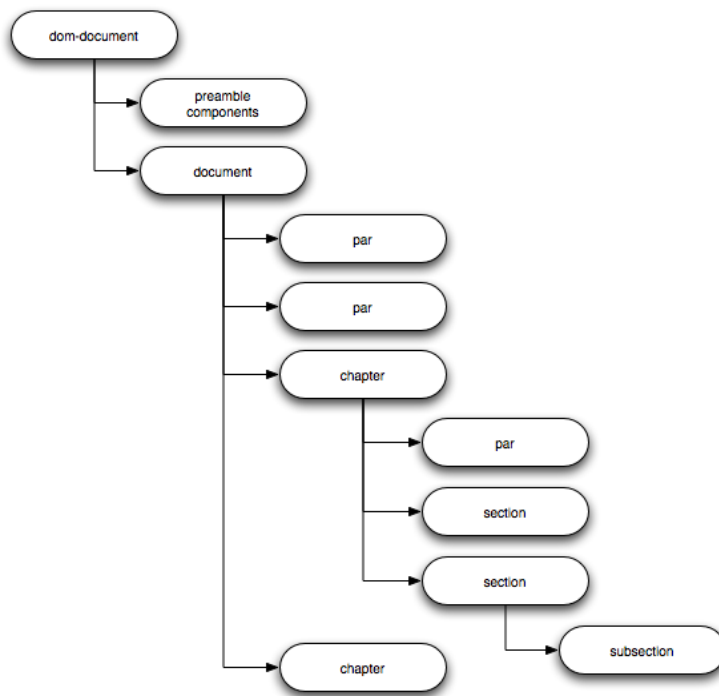 dom-document
preamble
components
document
par
par
chapter
par
section
section
subsection
chapter